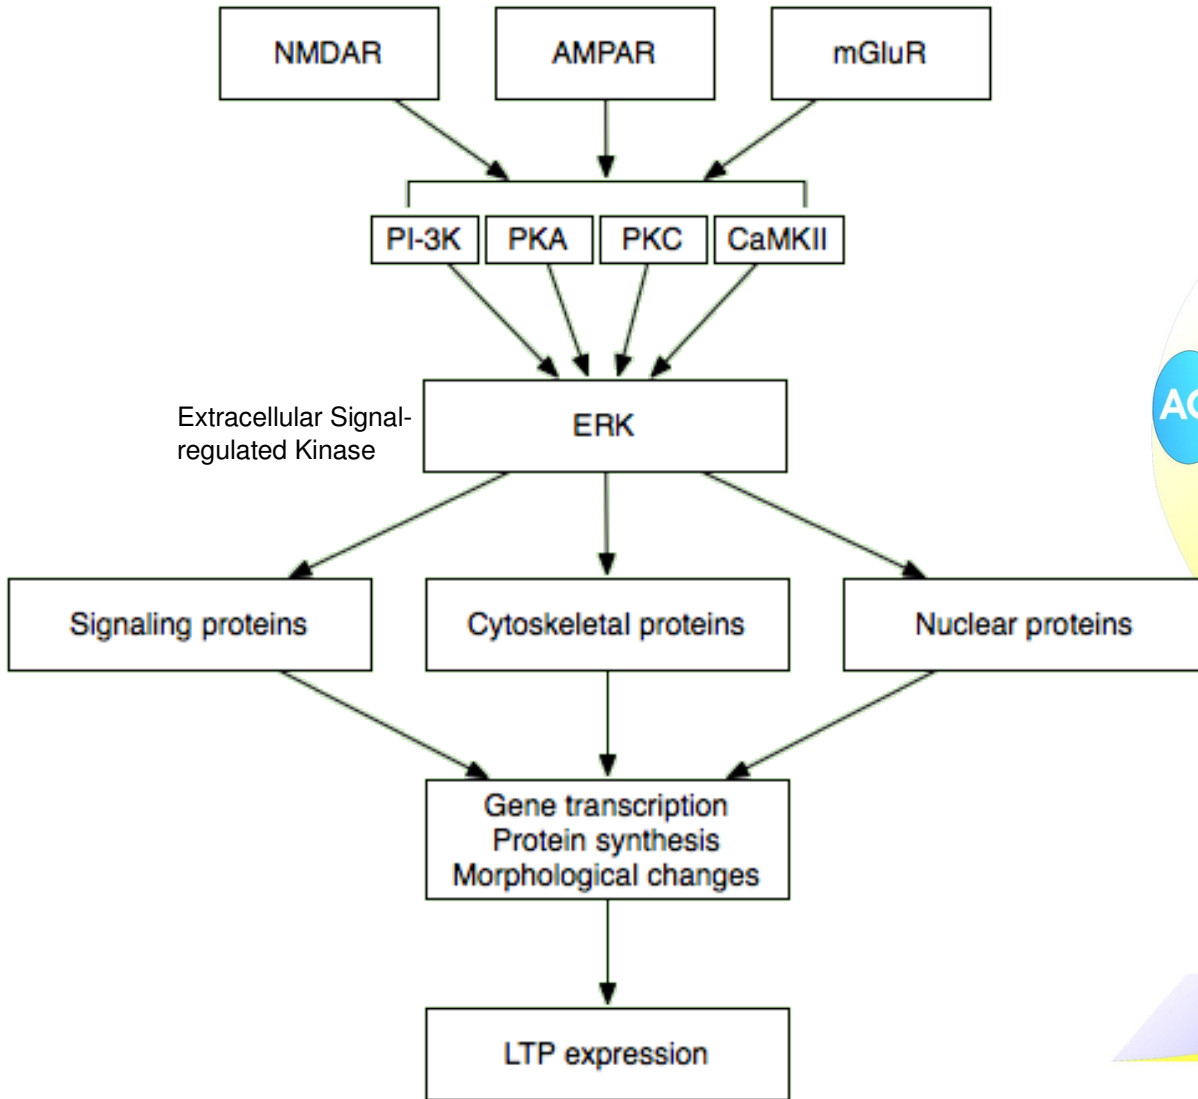 NMDAR
AMPAR
mGluR
PI-3K
PKA
PKC
CaMKII
Extracellular Signal-
regulated Kinase
ERK
Signaling proteins
Cytoskeletal proteins
Nuclear proteins
Gene transcription
Protein synthesis
Morphological changes
LTP expression